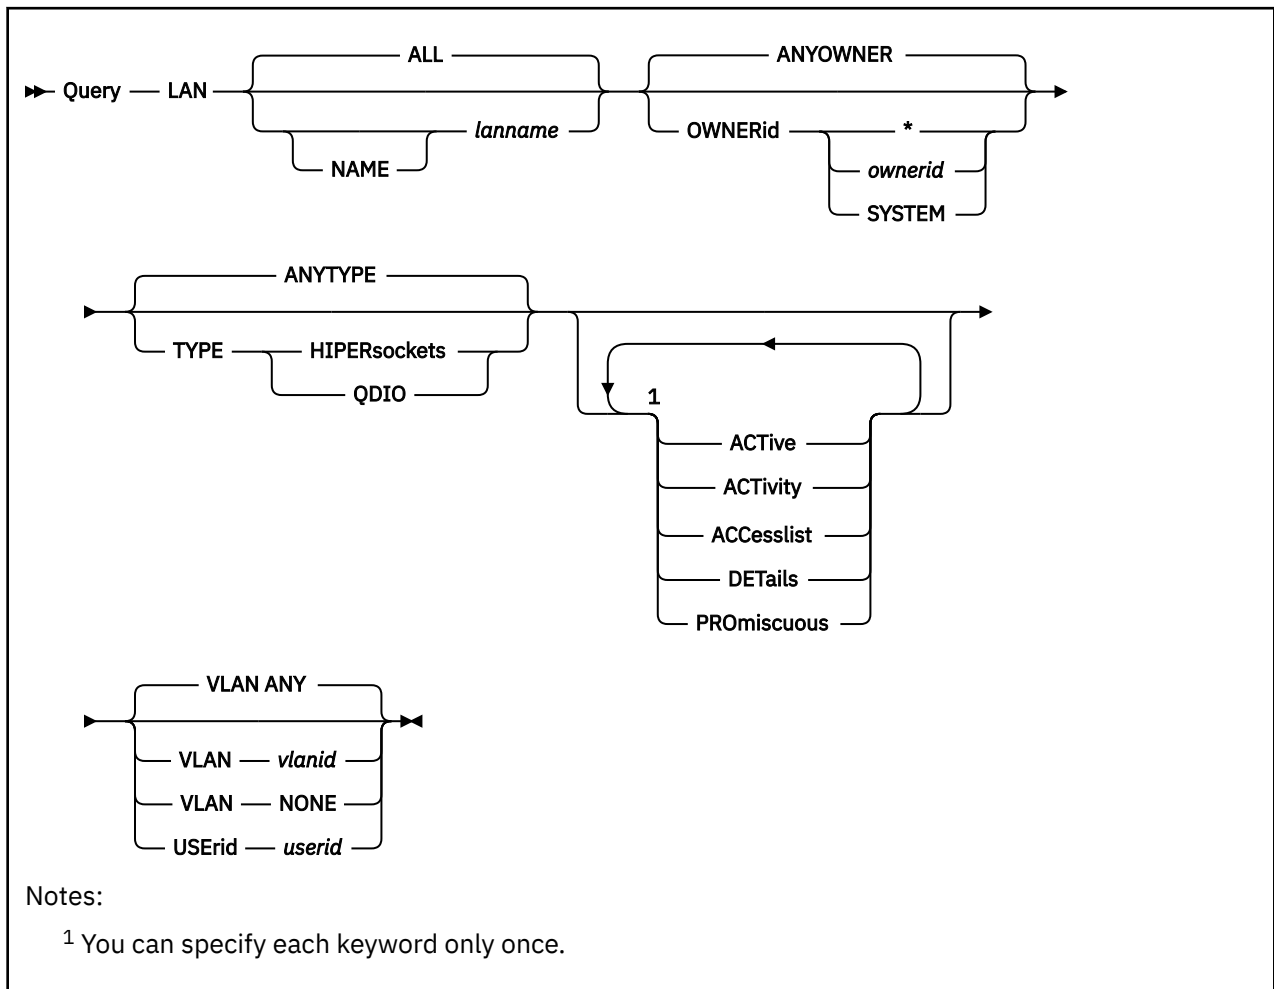 ALL
ANYOWNER
Query LAN
NAME
lanname
OWNERid
*
ownerid
SYSTEM
ANYTYPE
TYPE
HIPERsockets
QDIO
1
ACTive
ACTivity
ACCesslist
DETails
PROmiscuous
VLAN ANY
VLAN vlanid
VLAN NONE
USErid userid
Notes:
1 You can specify each keyword only once.